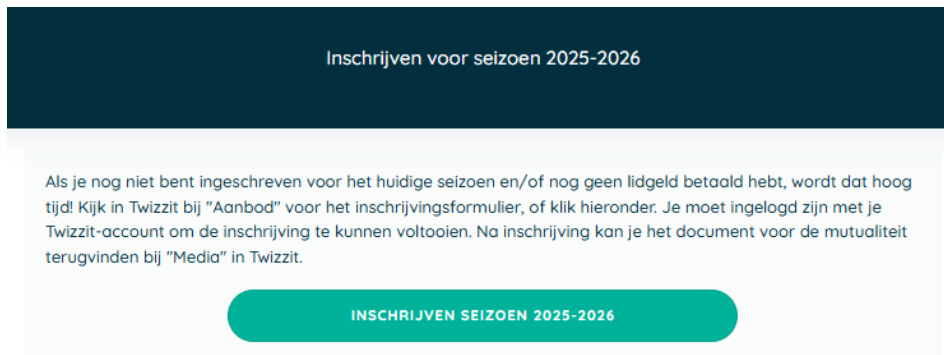 Inschrijven voor seizoen 2025-2026
Als je nog niet bent ingeschreven voor het huidige seizoen en/of nog geen lidgeld betaald hebt, wordt dat hoog
tijd! Kijk in Twizzit bij "Aanbod" voor het inschrijvingsformulier, of klik hieronder. Je moet ingelogd zijn met je
Twizzit-account om de inschrijving te kunnen voltooien. Na inschrijving kan je het document voor de mutualiteit
terugvinden bij "Media" in Twizzit.
INSCHRIJVEN SEIZOEN 2025-2026